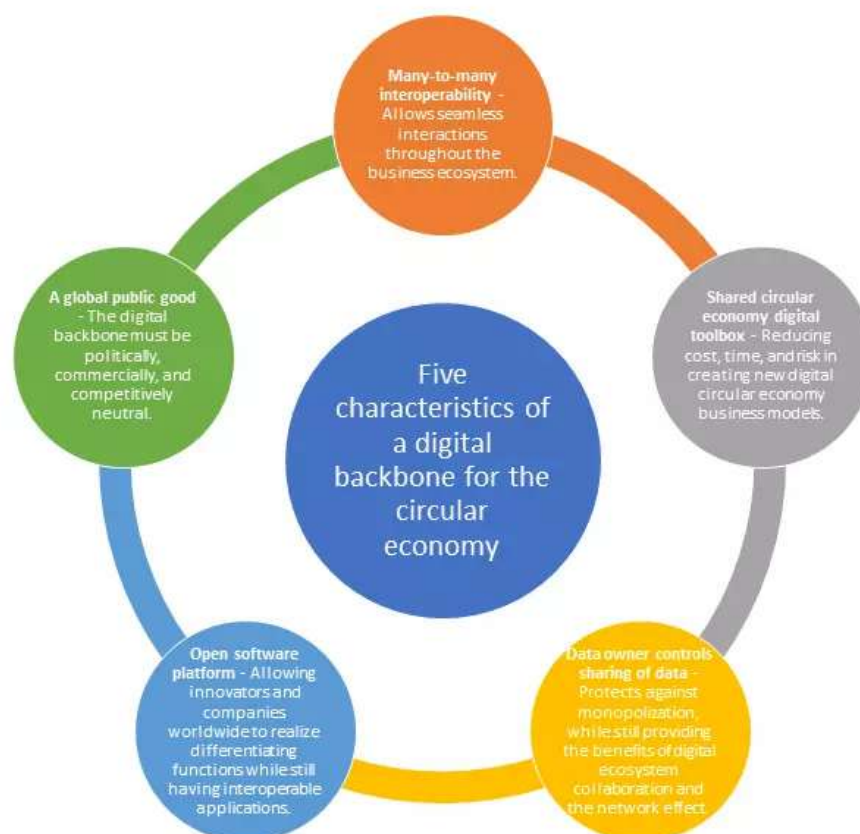 Many-to-many
interoperability -
Allows seamless
interactions
throughout the
business ecosystem.
Shared circular
economy digital
toolbox - Reducing
cost, time, and risk in
creating new digital
circular economy
business models.
Data owner controls
sharing of data -
Protects against
monopolization,
while still providing
the benefits of digital
ecosystem
collaboration and
the network effect.
Open software
platform - Allowing
innovators and
companies
worldwide to realize
differentiating
functions while still
having interoperable
applications.
A global public good
- The digital
backbone must be
politically,
commercially, and
competitively
neutral.
Five
characteristics of
a digital
backbone for the
circular
economy